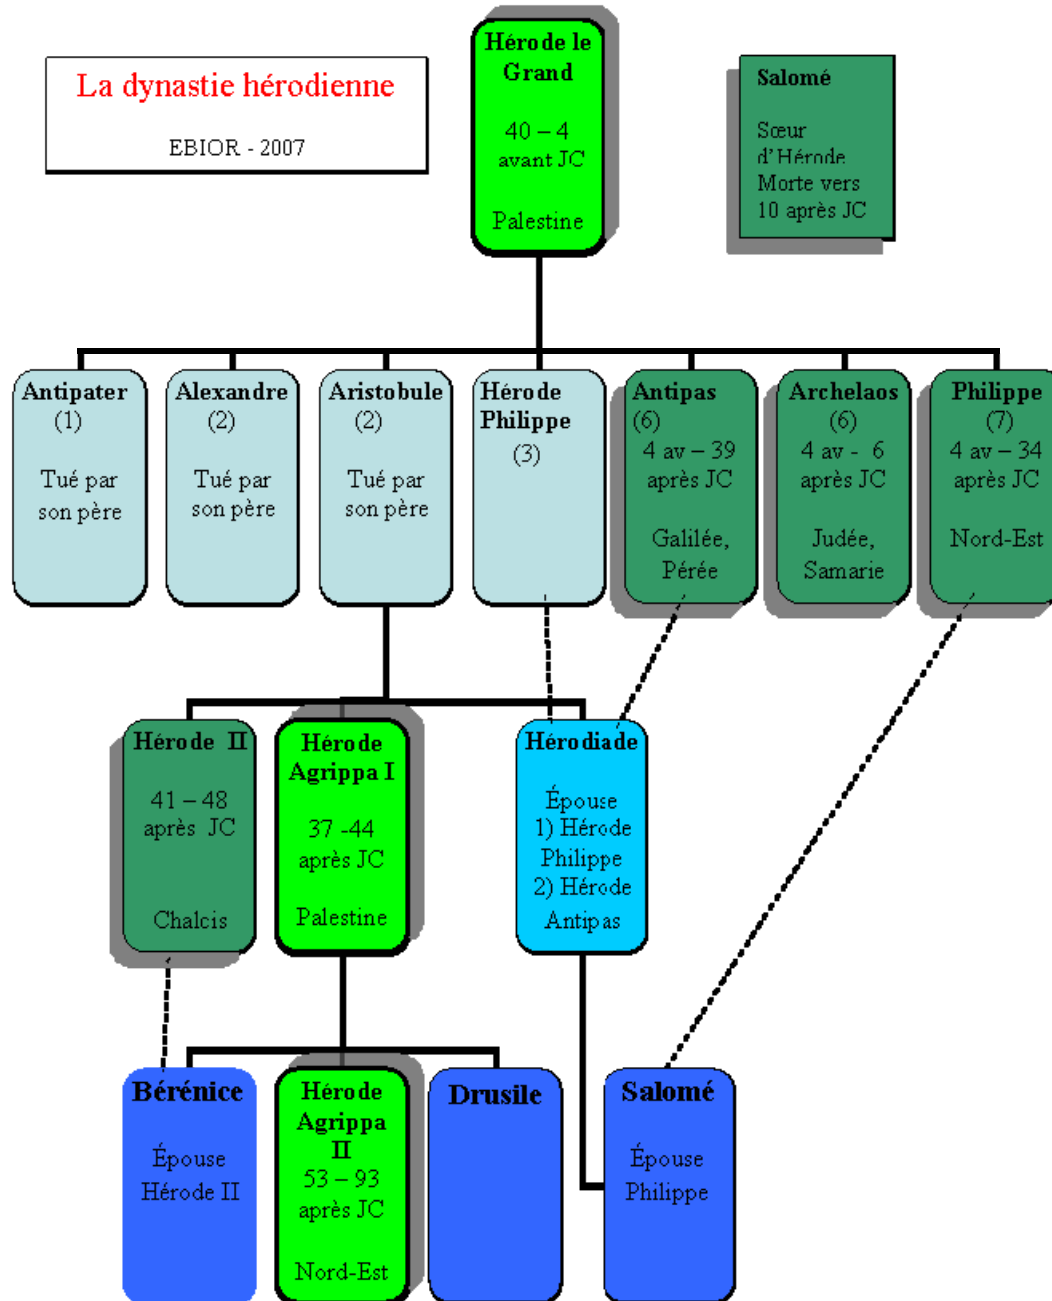 La dynastie hérodienne
EBIOR - 2007
Hérode le
Grand
40 – 4
avant JC
Palestine
Salomé
Sœur
d'Hérode
Morte vers
10 après JC
Antipater
(1)
Tué par
son père
Alexandre
(2)
Tué par
son père
Aristobule
(2)
Tué par
son père
Hérode
Philippe
(3)
Antipas
(6)
4 av – 39
après JC
Galilée,
Pérée
Archelaos
(6)
4 av - 6
après JC
Judée,
Samarie
Philippe
(7)
4 av – 34
après JC
Nord-Est
Hérode II
41 – 48
après JC
Chalcis
Hérode
Agrippa I
37 -44
après JC
Palestine
Hérodiade
Épouse
1) Hérode
Philippe
2) Hérode
Antipas
Bérénice
Épouse
Hérode II
Hérode
Agrippa
II
53 – 93
après JC
Nord-Est
Drusile
Salomé
Épouse
Philippe